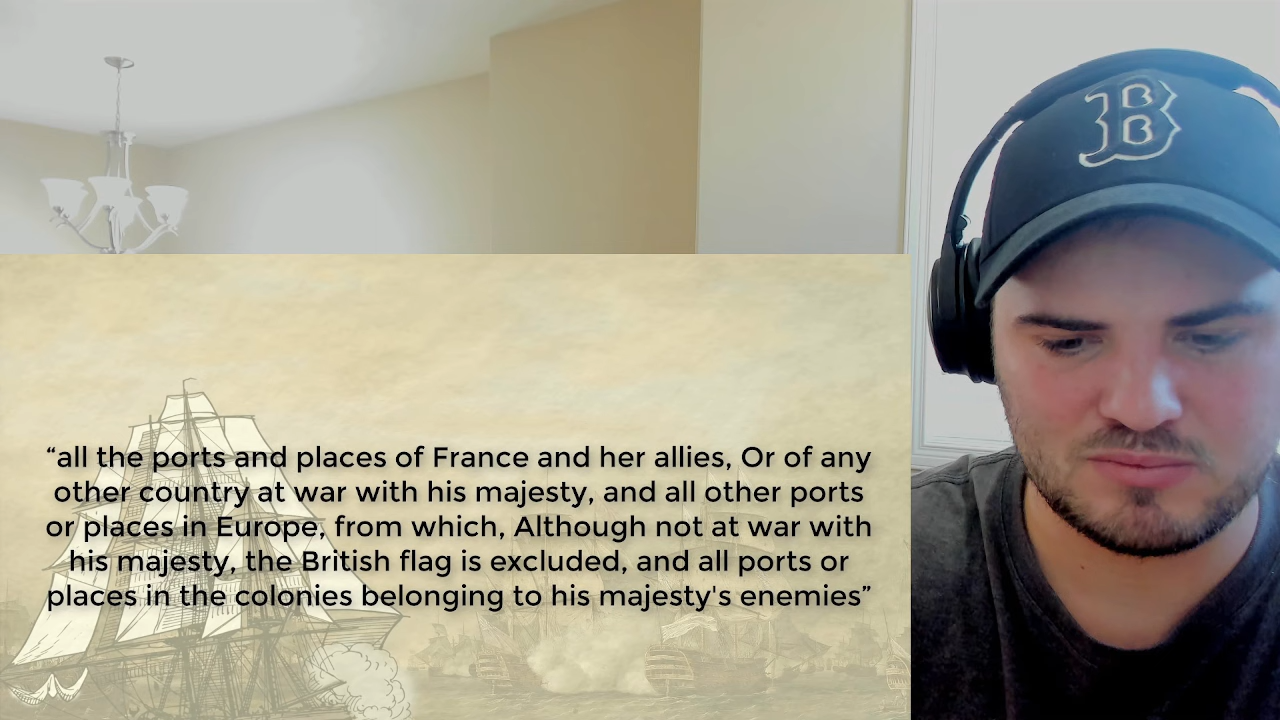 B
“all the ports and places of France and her allies, Or of any
other country at war with his majesty, and all other ports
or places in Europe, from which, Although not at war with
his majesty, the British flag is excluded, and all ports or
places in the colonies belonging to his majesty's enemies”